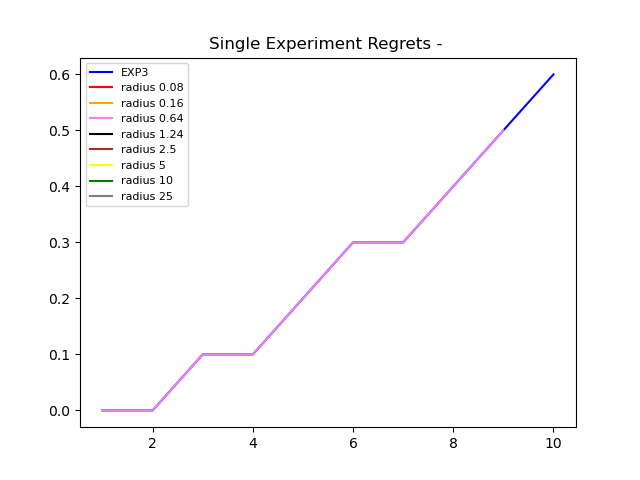 Single Experiment Regrets -
EXP3
radius 0.08
radius 0.16
radius 0.64
radius 1.24
radius 2.5
radius 5
radius 10
radius 25
0.6
0.5
0.4
0.3
0.2
0.1
0.0
2 4 6 8 10